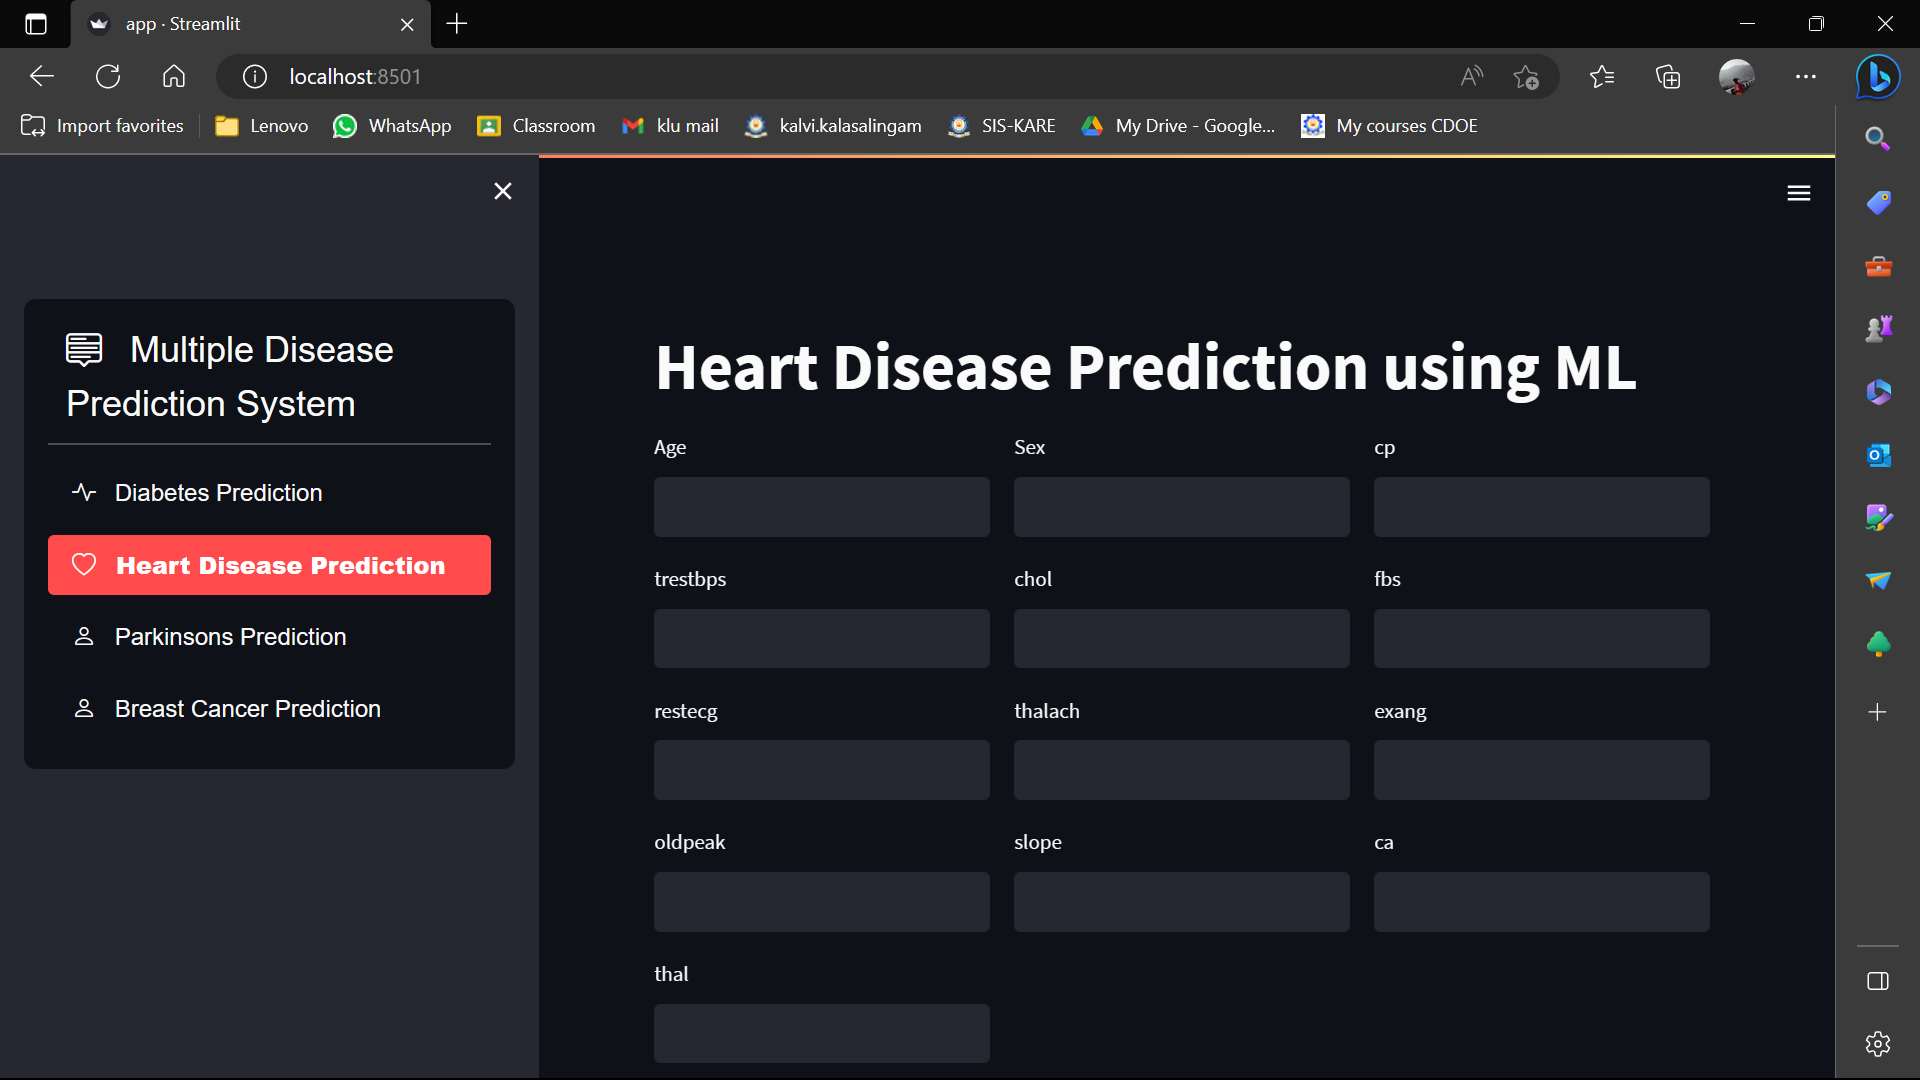 app · Streamlit
localhost:8501
Import favorites Lenovo WhatsApp Classroom klu mail kalvi.kalasalingam SIS-KARE My Drive - Google... My courses CDOE
Multiple Disease
Prediction System
Diabetes Prediction
Heart Disease Prediction
Parkinsons Prediction
Breast Cancer Prediction
Heart Disease Prediction using ML
Age Sex cp
trestbps chol fbs
restecg thalach exang
oldpeak slope ca
thal